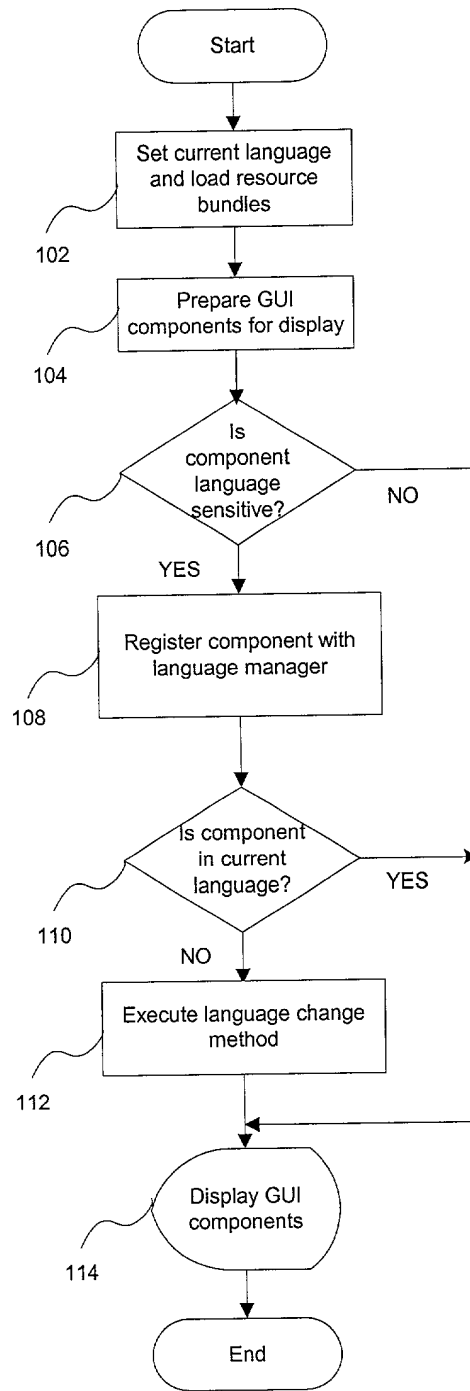 Start
Set current language
and load resource
bundles
102
Prepare GUI
components for display
104
Is
component
language
sensitive?
NO
106
YES
Register component with
language manager
108
Is component
in current
language?
YES
110
NO
Execute language change
method
112
Display GUI
components
114
End